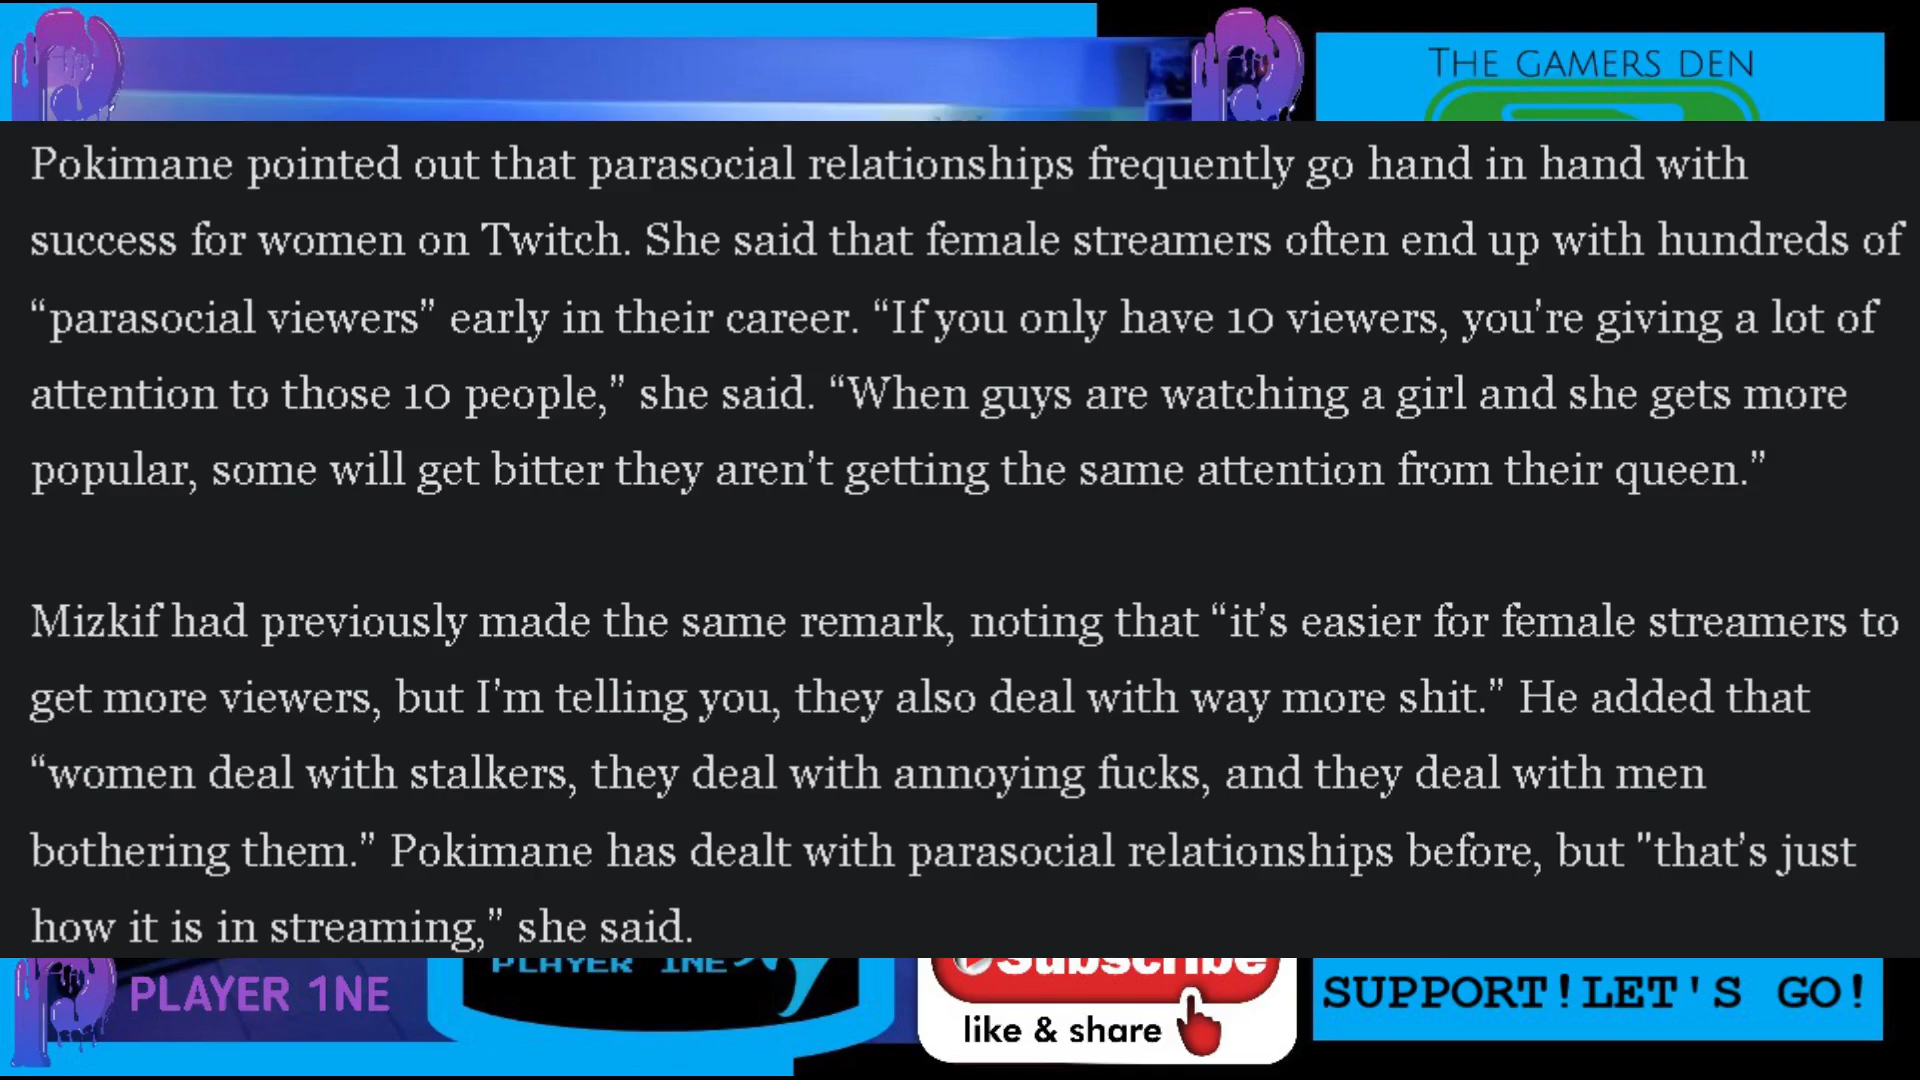 THE GAMERS DEN
Pokimane pointed out that parasocial relationships frequently go hand in hand with
success for women on Twitch. She said that female streamers often end up with hundreds of
“parasocial viewers” early in their career. “If you only have 10 viewers, you're giving a lot of
attention to those 10 people,” she said. “When guys are watching a girl and she gets more
popular, some will get bitter they aren't getting the same attention from their queen.”
Mizkif had previously made the same remark, noting that “it's easier for female streamers to
get more viewers, but I'm telling you, they also deal with way more shit.” He added that
“women deal with stalkers, they deal with annoying fucks, and they deal with men
bothering them.” Pokimane has dealt with parasocial relationships before, but "that's just
how it is in streaming,” she said.
PLAYER 1NE
PLAYER 1NE
Subscribe
like & share
SUPPORT!LET'S GO!